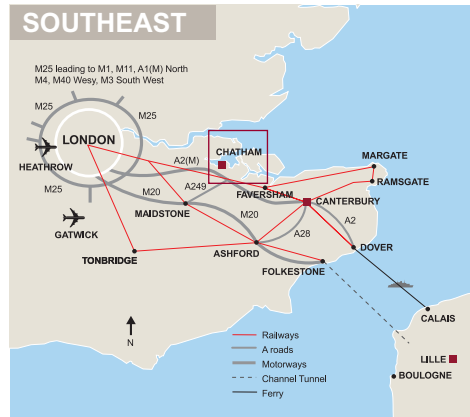 SOUTHEAST
M25 leading to M1, M11, A1(M) North
M4, M40 Wesy, M3 South West
M25
M25
LONDON
HEATHROW
A2(M)
CHATHAM
MARGATE
RAMSGATE
M25
M20
A249
FAVERSHAM
CANTERBURY
MAIDSTONE
M20
A2
GATWICK
A28
TONBRIDGE
ASHFORD
DOVER
FOLKESTONE
CALAIS
N
Railways
A roads
Motorways
Channel Tunnel
Ferry
LILLE
BOULOGNE